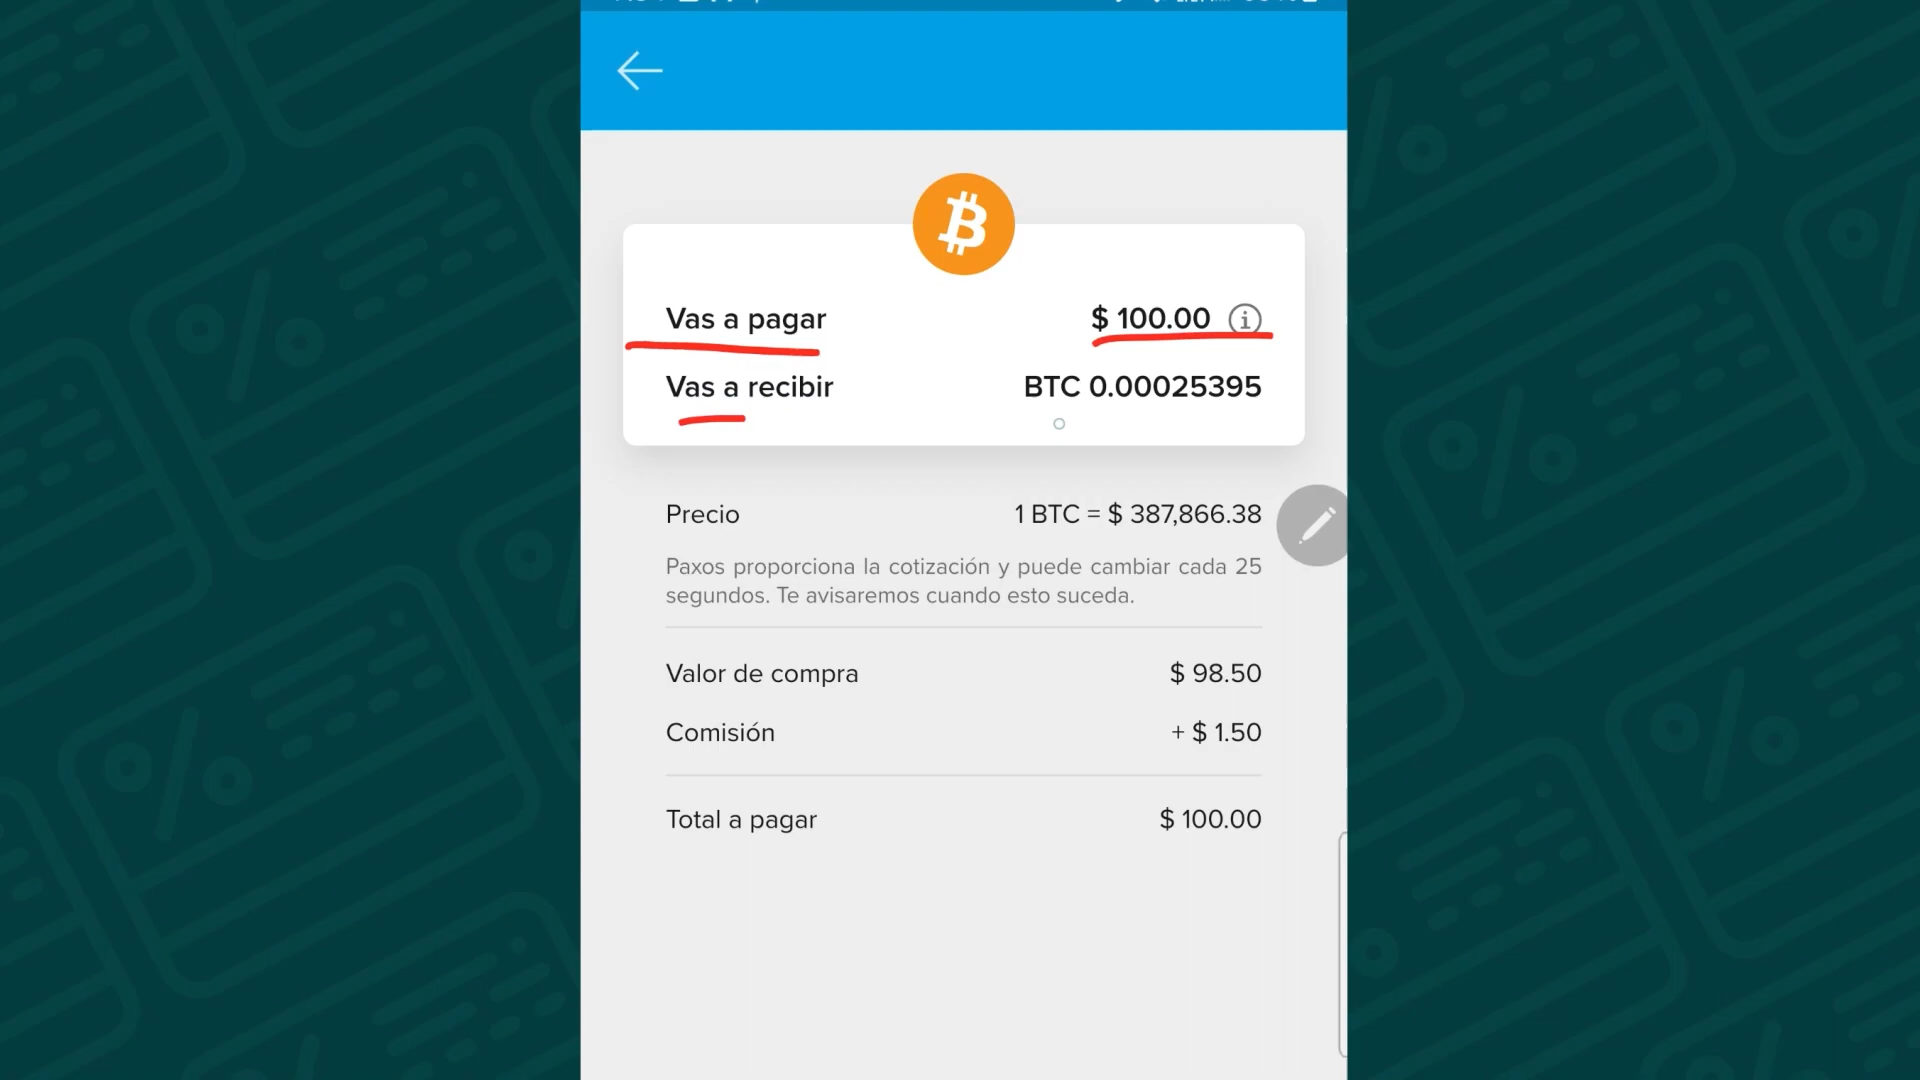 Vas a pagar $ 100.00
Vas a recibir BTC 0.00025395
Precio 1 BTC = $ 387,866.38
Paxos proporciona la cotización y puede cambiar cada 25
segundos. Te avisaremos cuando esto suceda.
Valor de compra $ 98.50
Comisión + $ 1.50
Total a pagar $ 100.00